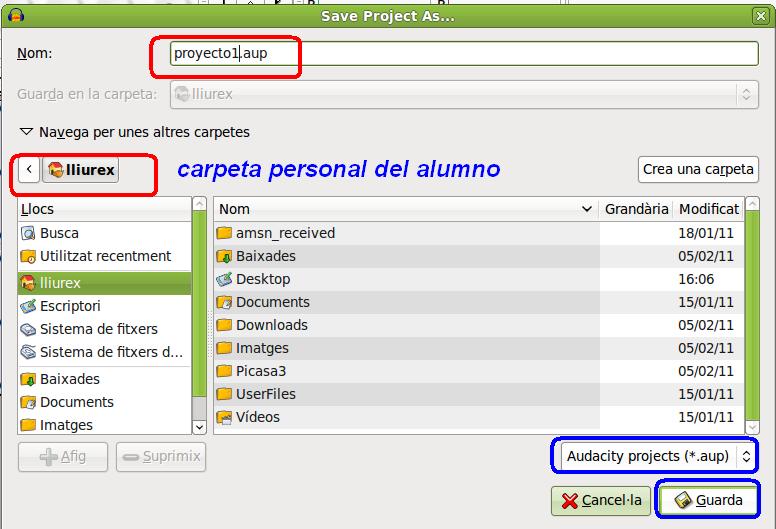 Save Project As...
Nom: proyecto1.aup
Guarda en la carpeta: lliurex
Navega per unes altres carpetes
lliurex carpeta personal del alumno Crea una carpeta
Llocs Nom Grandària Modificat
Busca amsn_received 18/01/11
Utilitzat recentment Baixades 05/02/11
lliurex Desktop 16:06
Escriptori Documents 15/01/11
Sistema de fitxers Downloads 05/02/11
Sistema de fitxers d... Imatges 05/02/11
Baixades Picasa3 05/02/11
Documents UserFiles 15/01/11
Imatges Vídeos 15/01/11
Afig Suprimix Audacity projects (*.aup)
Cancel·la Guarda